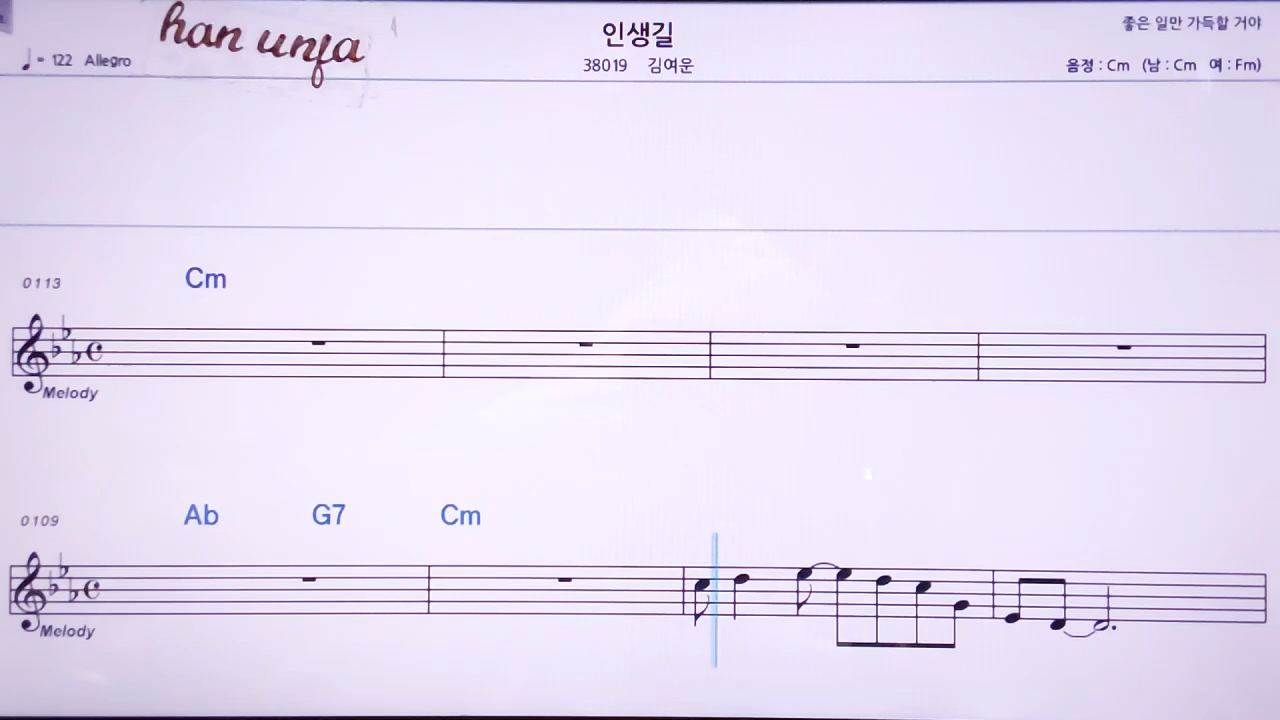 han unfa
인생길
좋은 일만 가득할 거야
♩ = 122 Allegro
38019 김여운
음정 : Cm (남 : Cm 여 : Fm)
0113
Cm
Melody
0109
Ab G7 Cm
Melody